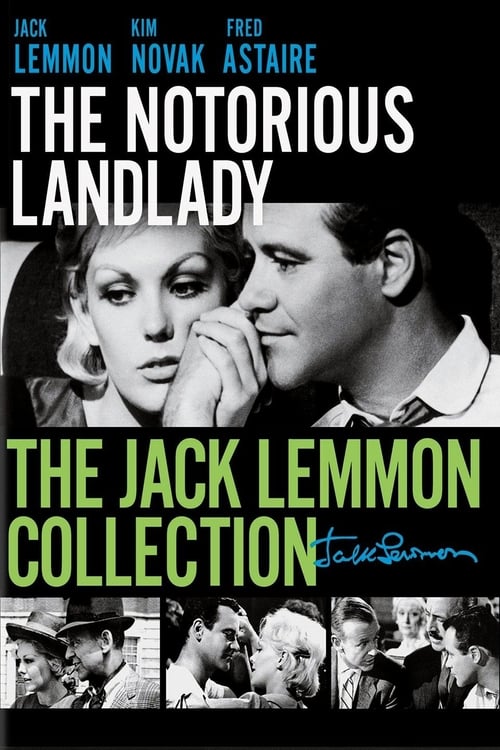 JACK KIM FRED
LEMMON NOVAK ASTAIRE
THE NOTORIOUS
LANDLADY
THE JACK LEMMON
COLLECTION
Jack Lemmon